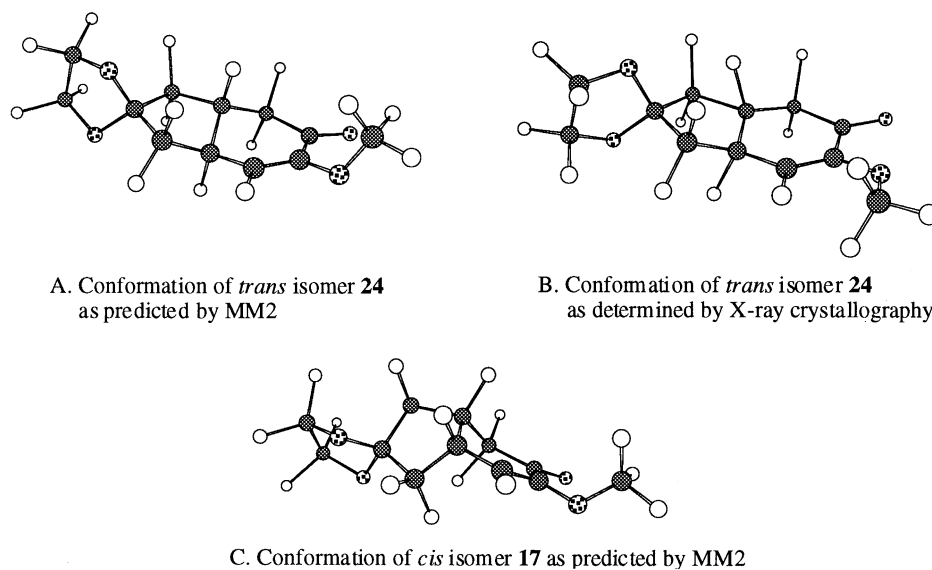 A. Conformation of trans isomer 24
as predicted by MM2
B. Conformation of trans isomer 24
as determined by X-ray crystallography
C. Conformation of cis isomer 17 as predicted by MM2